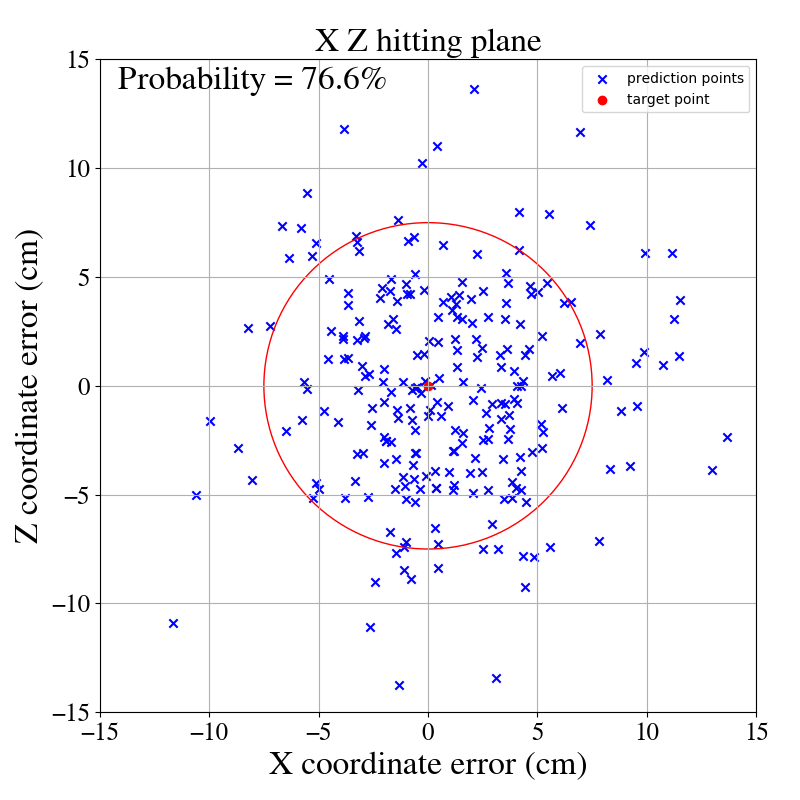 X Z hitting plane
Probability = 76.6%
prediction points
target point
15
10
5
0
−5
−10
−15
Z coordinate error (cm)
−15 −10 −5 0 5 10 15
X coordinate error (cm)